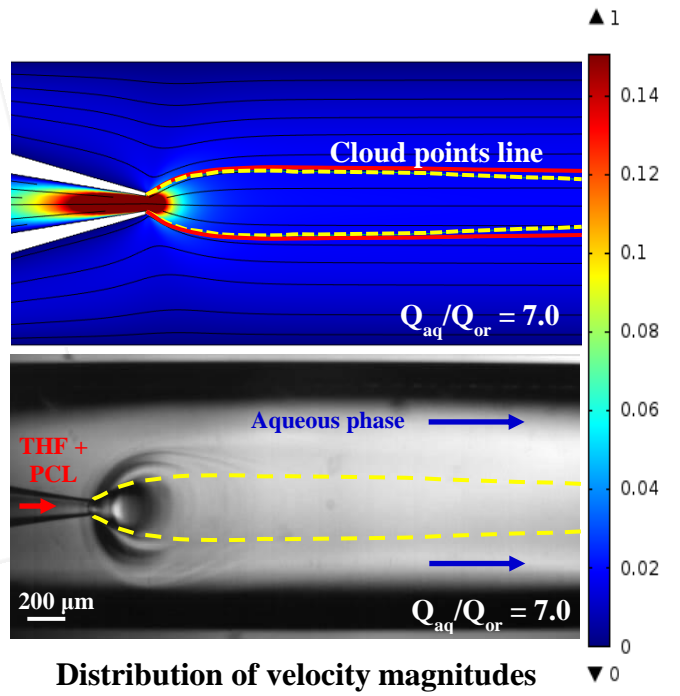 ▲ 1
0.14
Cloud points line
0.12
0.1
Q_aq/Q_or = 7.0
0.08
0.06
Aqueous phase
THF +
PCL
0.04
0.02
200 µm
Q_aq/Q_or = 7.0
0
Distribution of velocity magnitudes
▼ 0